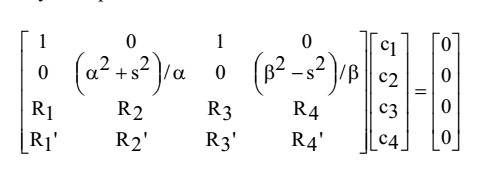 [ 1 0 1 0 ] [ c₁ ] [ 0 ]
[ 0 (α² + s²)/α 0 (β² − s²)/β ] [ c₂ ] = [ 0 ]
[ R₁ R₂ R₃ R₄ ] [ c₃ ] [ 0 ]
[ R₁' R₂' R₃' R₄' ] [ c₄ ] [ 0 ]